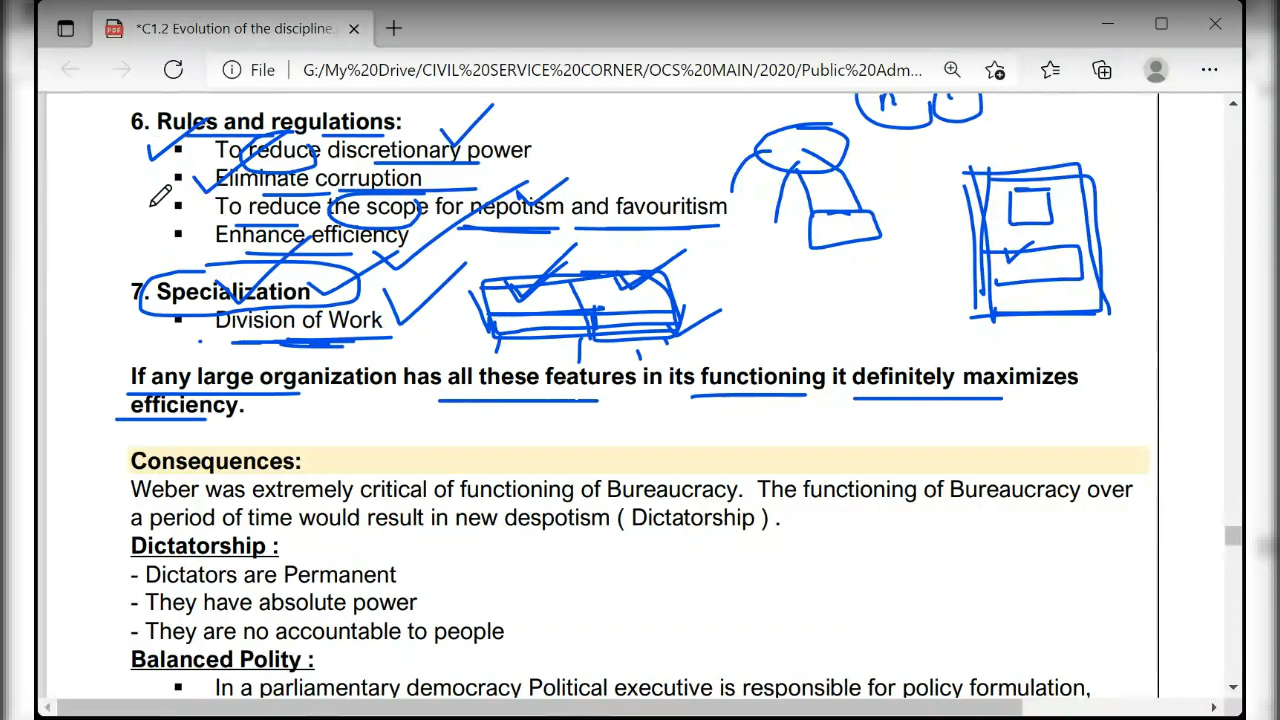 *C1.2 Evolution of the discipline.
File
G:/My%20Drive/CIVIL%20SERVICE%20CORNER/OCS%20MAIN/2020/Public%20Adm...
6. Rules and regulations:
To reduce discretionary power
Eliminate corruption
To reduce the scope for nepotism and favouritism
Enhance efficiency
7. Specialization
Division of Work
If any large organization has all these features in its functioning it definitely maximizes
efficiency.
Consequences:
Weber was extremely critical of functioning of Bureaucracy. The functioning of Bureaucracy over
a period of time would result in new despotism ( Dictatorship ) .
Dictatorship :
- Dictators are Permanent
- They have absolute power
- They are no accountable to people
Balanced Polity :
In a parliamentary democracy Political executive is responsible for policy formulation,